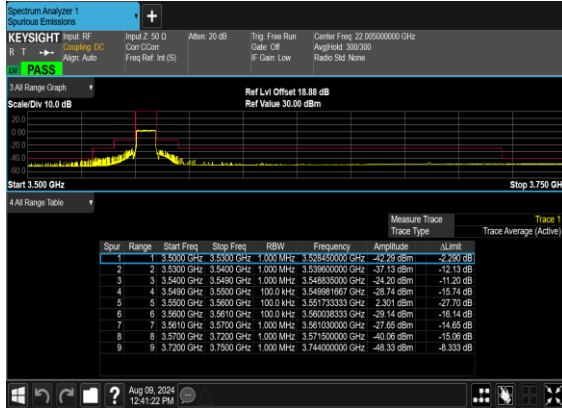 Spectrum Analyzer 1
Spurious Emissions
+
KEYSIGHT Input: RF Input Z: 50 Ω Atten: 20 dB Trig: Free Run Center Freq: 22.005000000 GHz
R T Coupling: DC Corr CCorr Gate: Off Avg|Hold: 300/300
Align: Auto Freq Ref: Int (S) IF Gain: Low Radio Std: None
PASS
3 All Range Graph
Ref Lvl Offset 18.88 dB
Scale/Div 10.0 dB Ref Value 30.00 dBm
20.0
0.00
-20.0
-40.0
-60.0
Start 3.500 GHz Stop 3.750 GH
4 All Range Table
Measure Trace Trace 1
Trace Type Trace Average (Active)
Spur Range Start Freq Stop Freq RBW Frequency Amplitude ΔLimit
1 1 3.5000 GHz 3.5300 GHz 1.000 MHz 3.528450000 GHz -42.29 dBm -2.290 dB
2 2 3.5300 GHz 3.5400 GHz 1.000 MHz 3.539600000 GHz -37.13 dBm -12.13 dB
3 3 3.5400 GHz 3.5490 GHz 1.000 MHz 3.548835000 GHz -24.20 dBm -11.20 dB
4 4 3.5490 GHz 3.5500 GHz 100.0 kHz 3.549981667 GHz -28.74 dBm -15.74 dB
5 5 3.5500 GHz 3.5600 GHz 100.0 kHz 3.551733333 GHz 2.301 dBm -27.70 dB
6 6 3.5600 GHz 3.5610 GHz 100.0 kHz 3.560038333 GHz -29.14 dBm -16.14 dB
7 7 3.5610 GHz 3.5700 GHz 1.000 MHz 3.561030000 GHz -27.65 dBm -14.65 dB
8 8 3.5700 GHz 3.7200 GHz 1.000 MHz 3.571500000 GHz -40.06 dBm -15.06 dB
9 9 3.7200 GHz 3.7500 GHz 1.000 MHz 3.744000000 GHz -48.33 dBm -8.333 dB
? Aug 09, 2024
12:41:22 PM